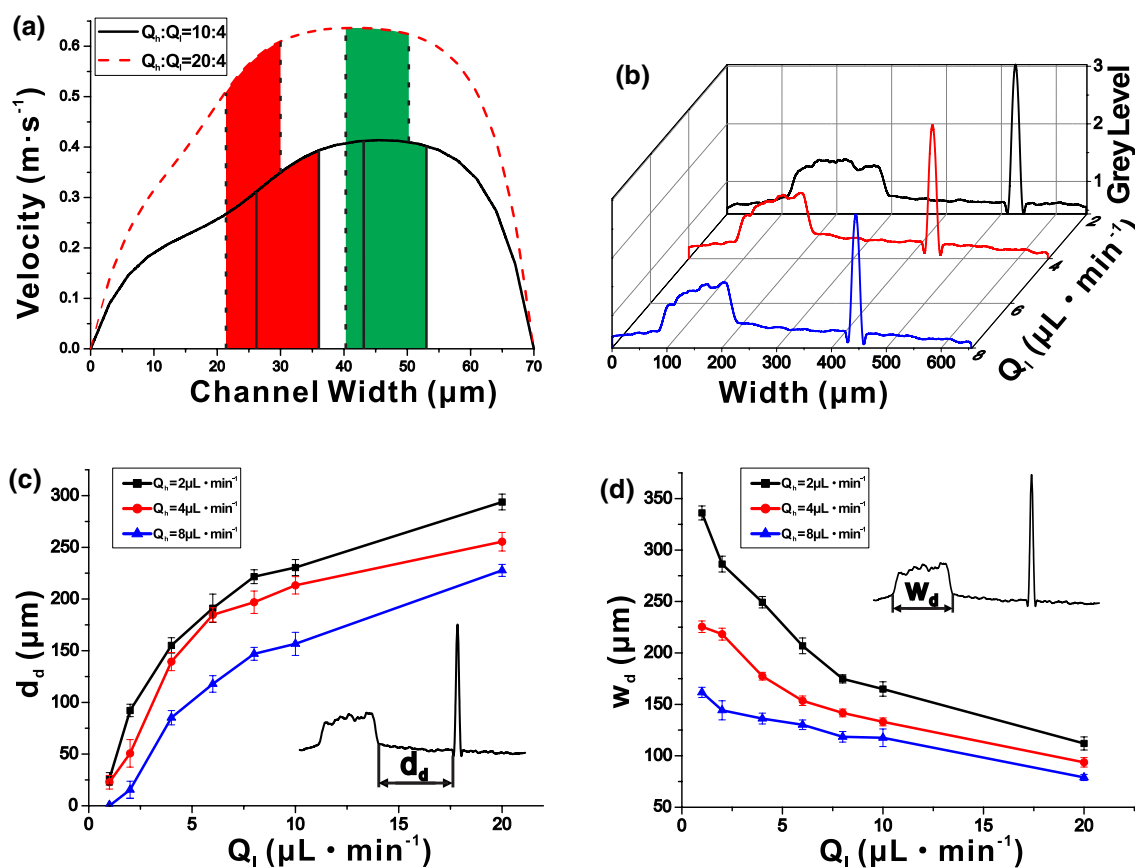 (a)
Qh:Ql=10:4
Qh:Ql=20:4
0.6
0.5
0.4
0.3
0.2
0.1
0.0
Velocity (m·s⁻¹)
0 10 20 30 40 50 60 70
Channel Width (μm)
(b)
3
2
1
Grey Level
2
4
6
8
Ql (μL·min⁻¹)
0 100 200 300 400 500 600
Width (μm)
(c)
Qh=2μL·min⁻¹
Qh=4μL·min⁻¹
Qh=8μL·min⁻¹
300
250
200
150
100
50
0
dd (μm)
dd
0 5 10 15 20
Ql (μL·min⁻¹)
(d)
Qh=2μL·min⁻¹
Qh=4μL·min⁻¹
Qh=8μL·min⁻¹
350
300
250
200
150
100
50
wd (μm)
wd
0 5 10 15 20
Ql (μL·min⁻¹)